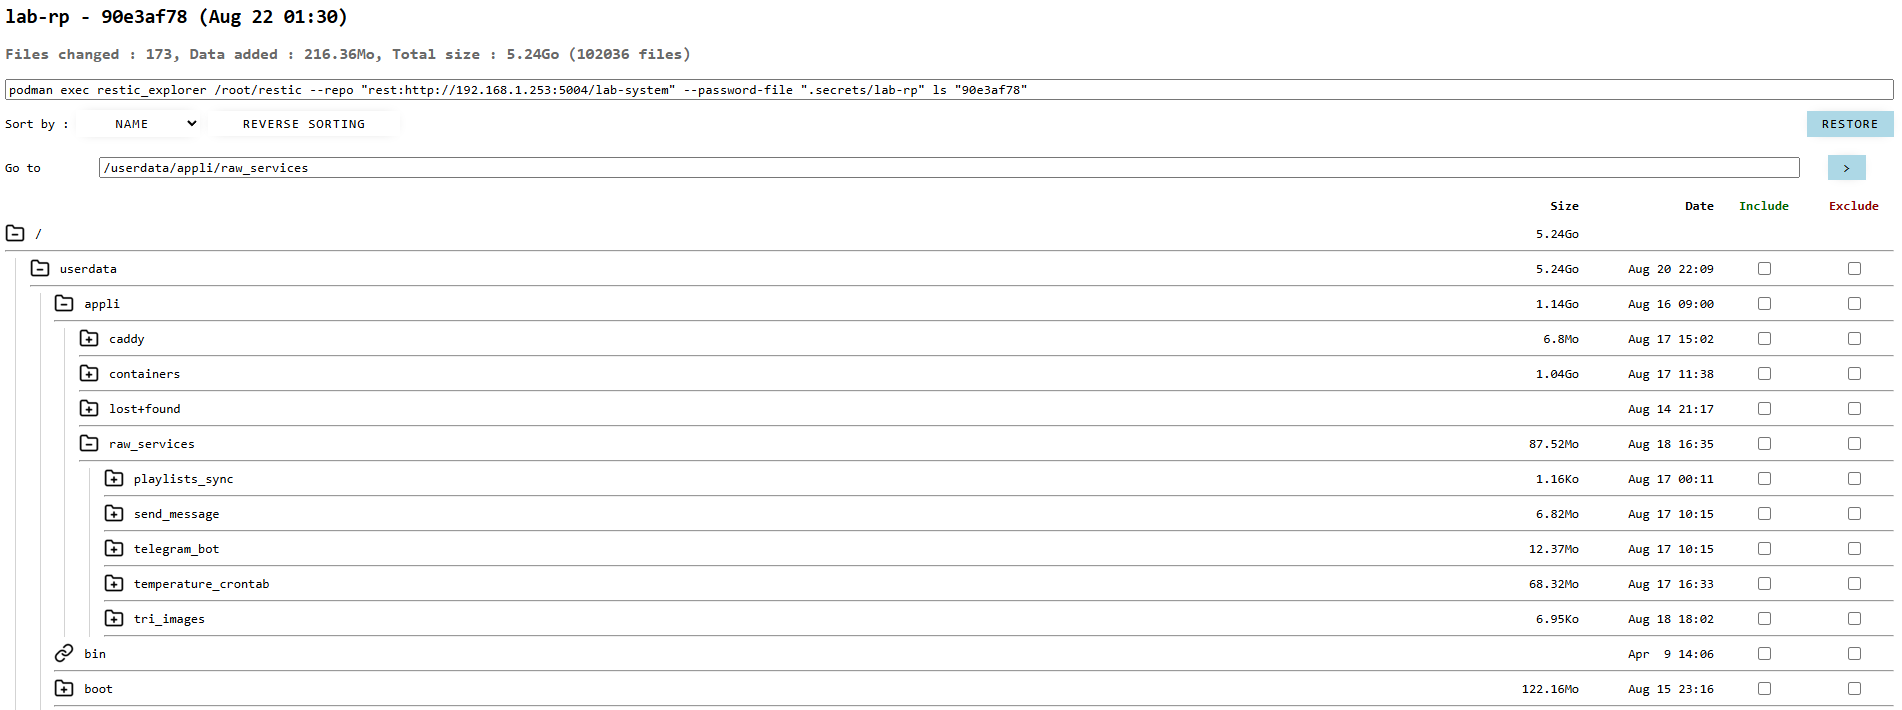 lab-rp - 90e3af78 (Aug 22 01:30)
Files changed : 173, Data added : 216.36Mo, Total size : 5.24Go (102036 files)
podman exec restic_explorer /root/restic --repo "rest:http://192.168.1.253:5004/lab-system" --password-file ".secrets/lab-rp" ls "90e3af78"
Sort by : NAME REVERSE SORTING RESTORE
Go to /userdata/appli/raw_services >
Size Date Include Exclude
/ 5.24Go
userdata 5.24Go Aug 20 22:09
appli 1.14Go Aug 16 09:00
caddy 6.8Mo Aug 17 15:02
containers 1.04Go Aug 17 11:38
lost+found Aug 14 21:17
raw_services 87.52Mo Aug 18 16:35
playlists_sync 1.16Ko Aug 17 00:11
send_message 6.82Mo Aug 17 10:15
telegram_bot 12.37Mo Aug 17 10:15
temperature_crontab 68.32Mo Aug 17 16:33
tri_images 6.95Ko Aug 18 18:02
bin Apr 9 14:06
boot 122.16Mo Aug 15 23:16